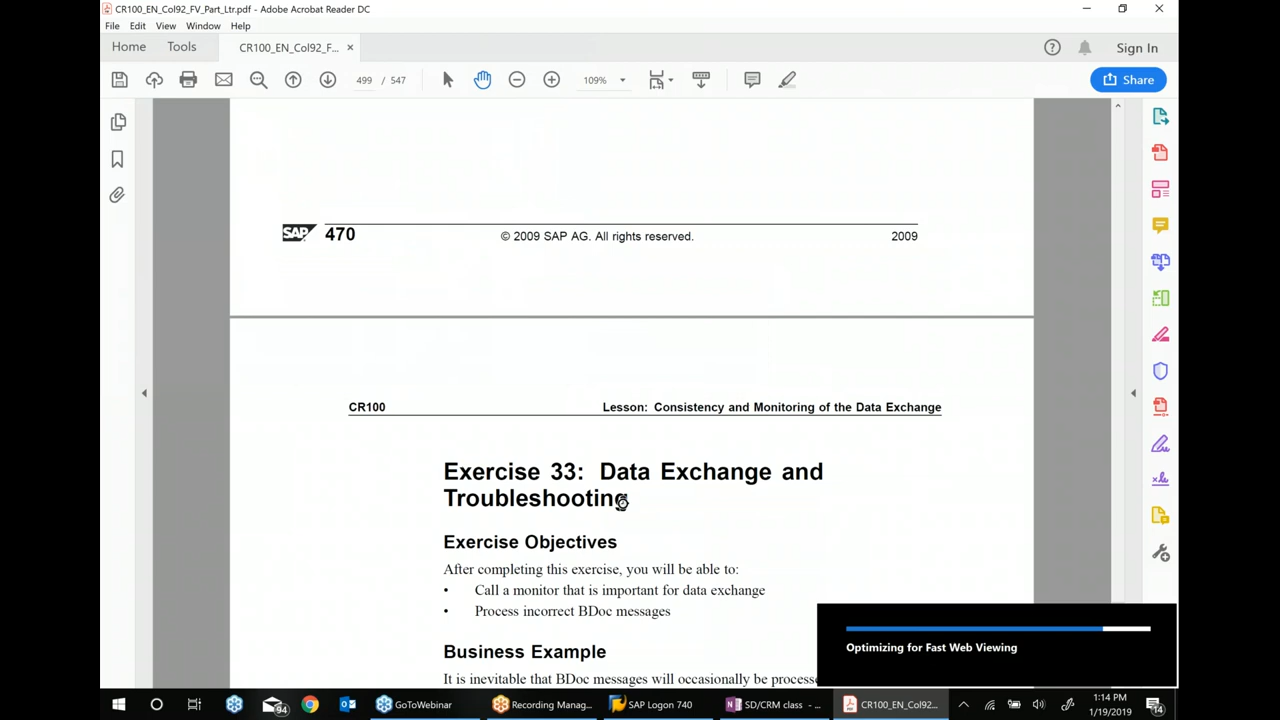 CR100_EN_Col92_FV_Part_Ltr.pdf - Adobe Acrobat Reader DC
File Edit View Window Help
Home Tools CR100_EN_Col92_F... × Sign In
499 / 547 109% Share
SAP 470 © 2009 SAP AG. All rights reserved. 2009
CR100 Lesson: Consistency and Monitoring of the Data Exchange
Exercise 33: Data Exchange and
Troubleshooting
Exercise Objectives
After completing this exercise, you will be able to:
• Call a monitor that is important for data exchange
• Process incorrect BDoc messages
Optimizing for Fast Web Viewing
Business Example
It is inevitable that BDoc messages will occasionally be processe
94 GoToWebinar Recording Manag... SAP Logon 740 SD/CRM class - ... CR100_EN_Col92_F... 1:14 PM
1/19/2019 14